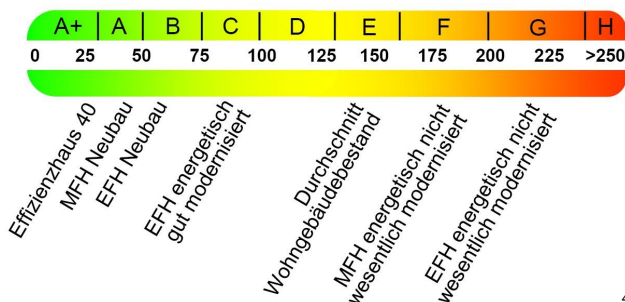 A+ A B C D E F G H
0 25 50 75 100 125 150 175 200 225 >250
Effizienzhaus 40
MFH Neubau
EFH Neubau
EFH energetisch
gut modernisiert
Durchschnitt
Wohngebäudebestand
MFH energetisch nicht
wesentlich modernisiert
EFH energetisch nicht
wesentlich modernisiert